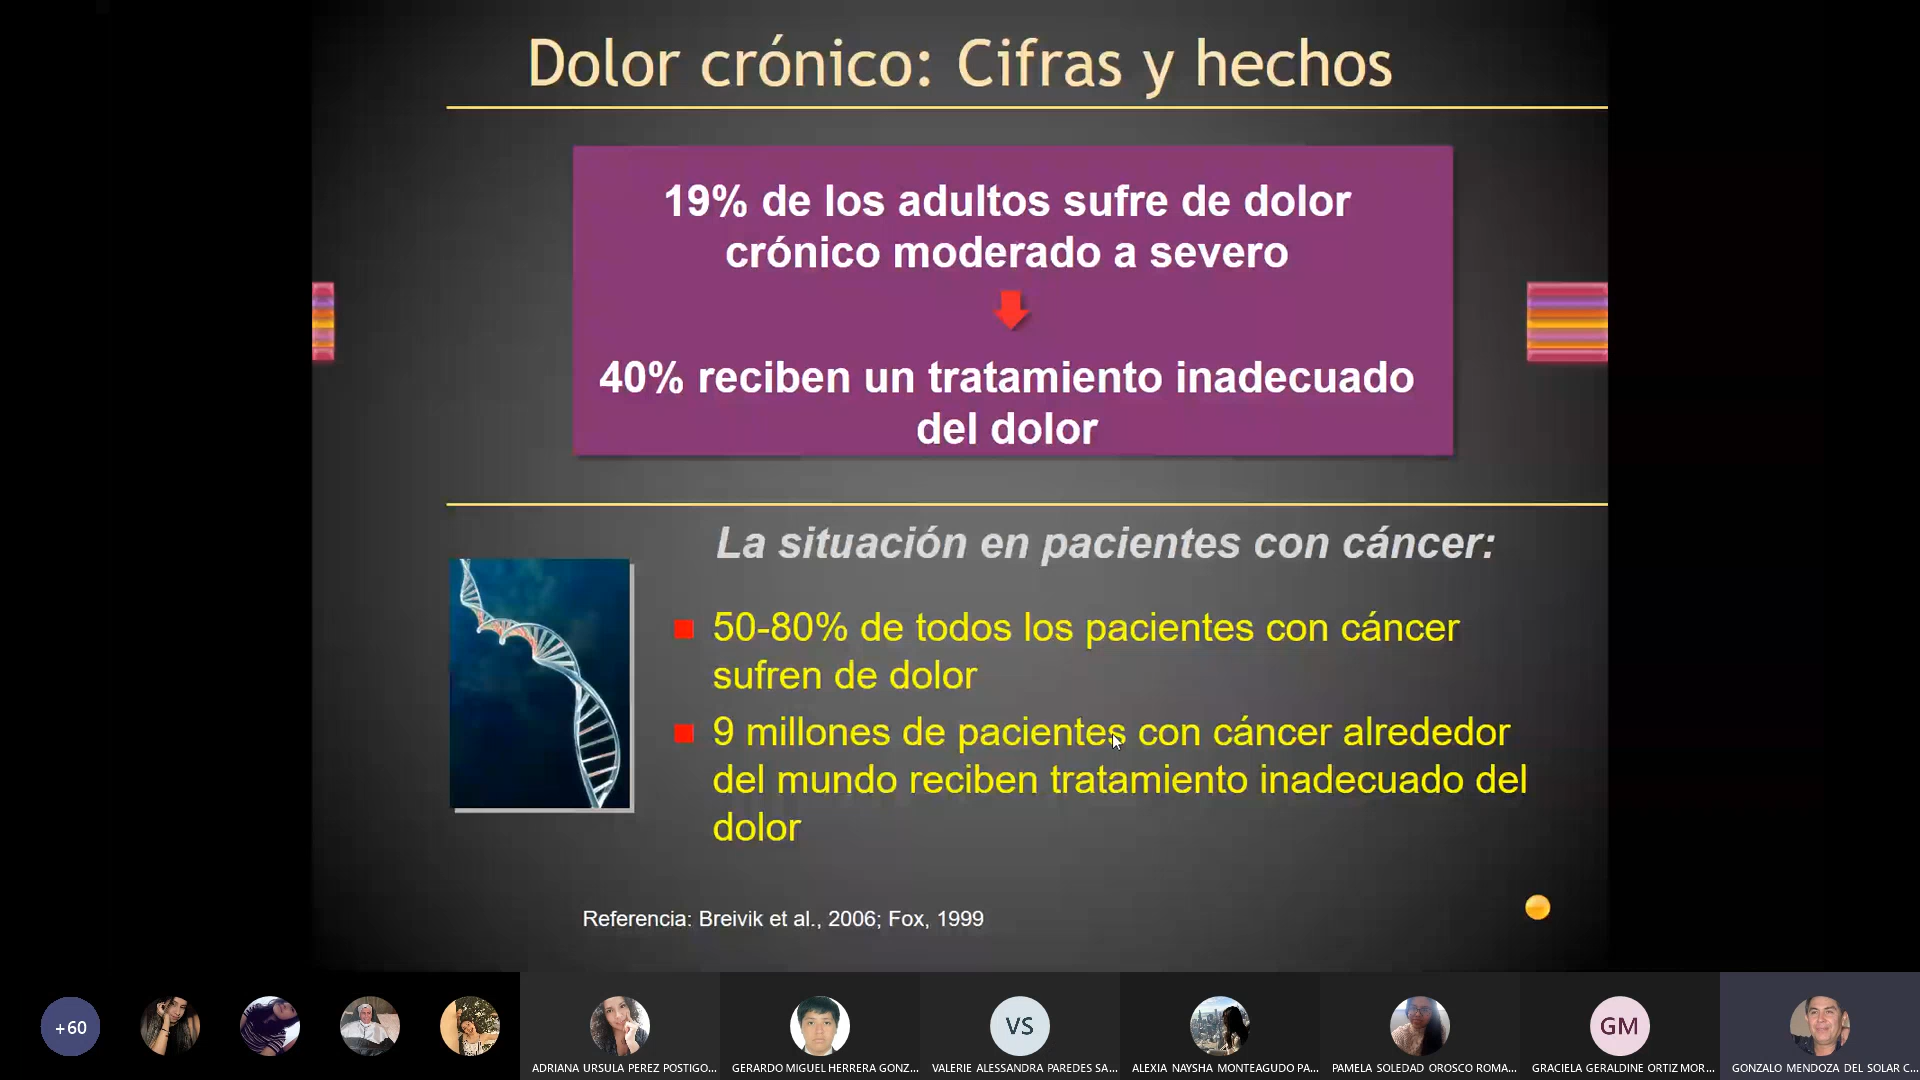 Dolor crónico: Cifras y hechos
19% de los adultos sufre de dolor
crónico moderado a severo
40% reciben un tratamiento inadecuado
del dolor
La situación en pacientes con cáncer:
50-80% de todos los pacientes con cáncer
sufren de dolor
9 millones de pacientes con cáncer alrededor
del mundo reciben tratamiento inadecuado del
dolor
Referencia: Breivik et al., 2006; Fox, 1999
+60
VS
GM
ADRIANA URSULA PEREZ POSTIGO...
GERARDO MIGUEL HERRERA GONZ...
VALERIE ALESSANDRA PAREDES SA...
ALEXIA NAYSHA MONTEAGUDO PA...
PAMELA SOLEDAD OROSCO ROMA...
GRACIELA GERALDINE ORTIZ MOR...
GONZALO MENDOZA DEL SOLAR C...